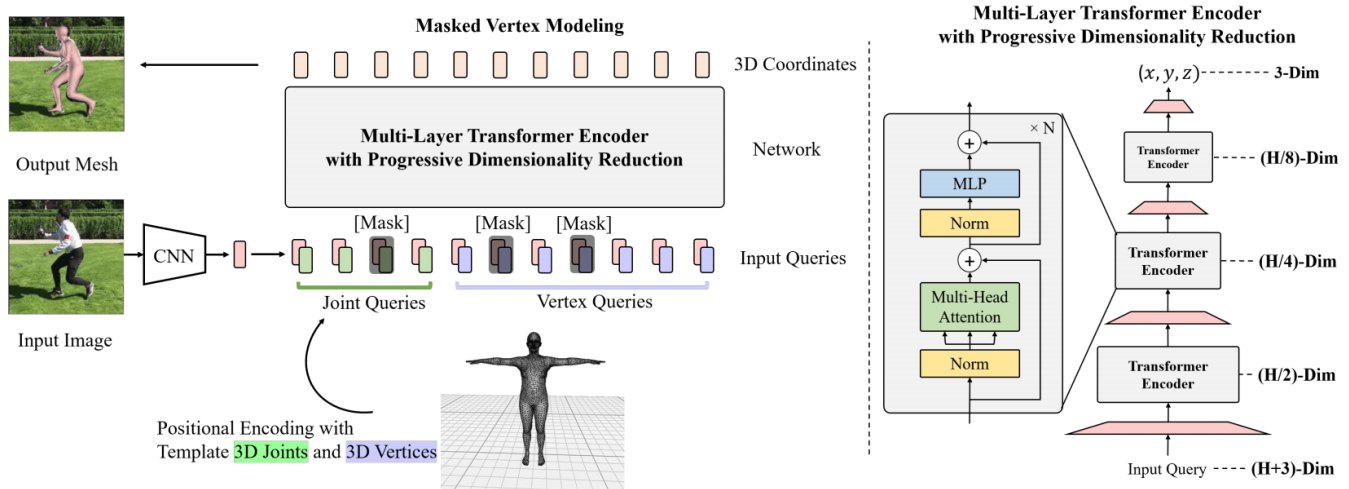 Masked Vertex Modeling
3D Coordinates
Multi-Layer Transformer Encoder
with Progressive Dimensionality Reduction
Network
Output Mesh
[Mask] [Mask] [Mask]
CNN
Input Queries
Joint Queries
Vertex Queries
Input Image
Positional Encoding with
Template 3D Joints and 3D Vertices
Multi-Layer Transformer Encoder
with Progressive Dimensionality Reduction
× N
+
MLP
Norm
+
Multi-Head
Attention
Norm
(x, y, z) 3-Dim
Transformer
Encoder
(H/8)-Dim
Transformer
Encoder
(H/4)-Dim
Transformer
Encoder
(H/2)-Dim
Input Query (H+3)-Dim